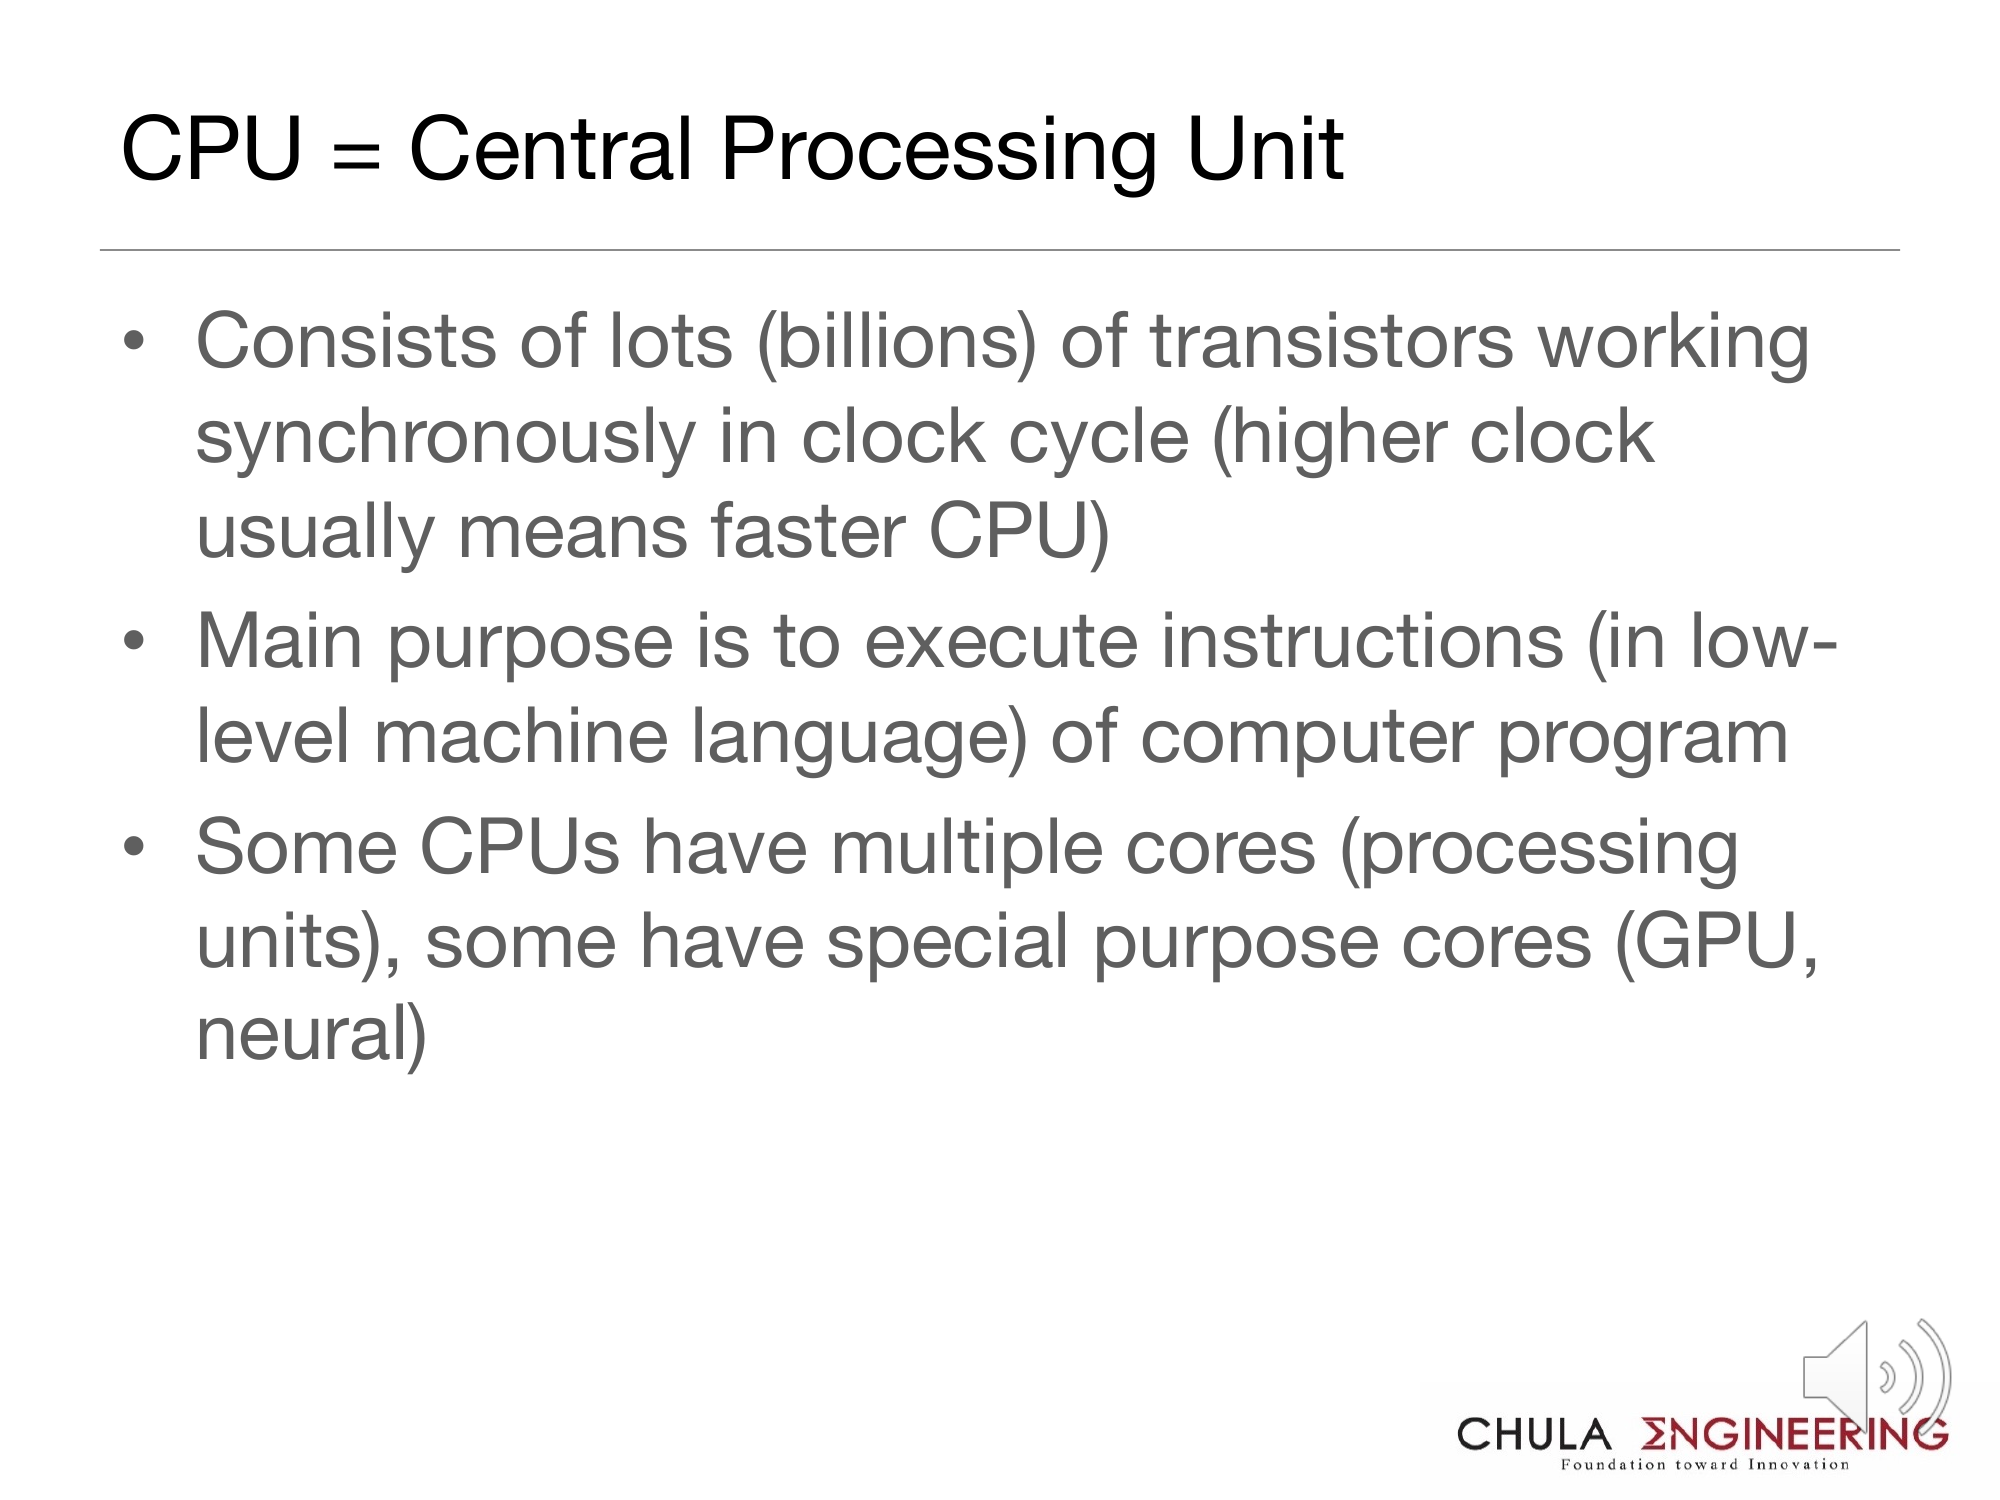 CPU = Central Processing Unit
• Consists of lots (billions) of transistors working
synchronously in clock cycle (higher clock
usually means faster CPU)
• Main purpose is to execute instructions (in low-
level machine language) of computer program
• Some CPUs have multiple cores (processing
units), some have special purpose cores (GPU,
neural)
CHULA ΣNGINEERING
Foundation toward Innovation